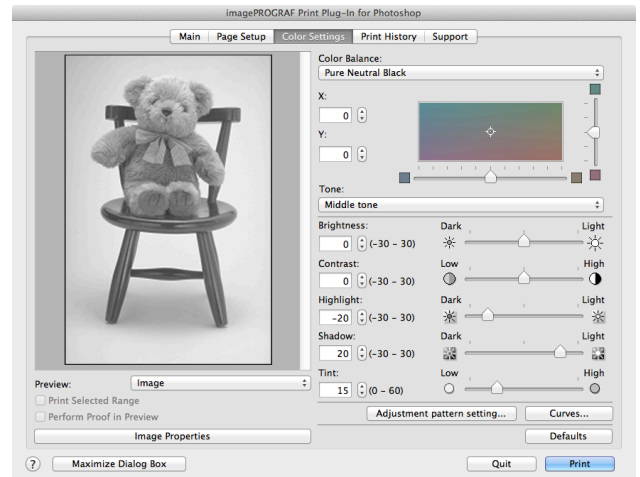 imagePROGRAF Print Plug-In for Photoshop
Main Page Setup Color Settings Print History Support
Color Balance:
Pure Neutral Black
X:
0
Y:
0
Tone:
Middle tone
Brightness: Dark Light
0 (-30 - 30)
Contrast: Low High
0 (-30 - 30)
Highlight: Dark Light
-20 (-30 - 30)
Shadow: Dark Light
20 (-30 - 30)
Tint: Low High
15 (0 - 60)
Preview: Image
Print Selected Range
Perform Proof in Preview
Adjustment pattern setting... Curves...
Image Properties Defaults
? Maximize Dialog Box Quit Print